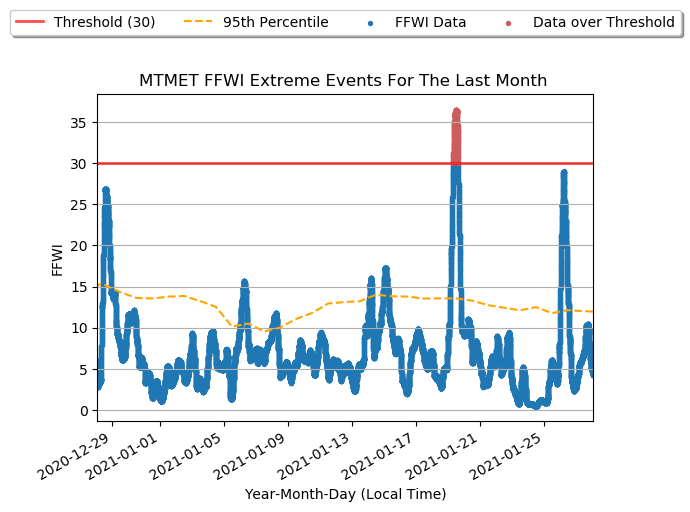 Threshold (30) 95th Percentile FFWI Data Data over Threshold
MTMET FFWI Extreme Events For The Last Month
35
30
25
20
15
10
5
0
FFWI
2020-12-29 2021-01-01 2021-01-05 2021-01-09 2021-01-13 2021-01-17 2021-01-21 2021-01-25
Year-Month-Day (Local Time)